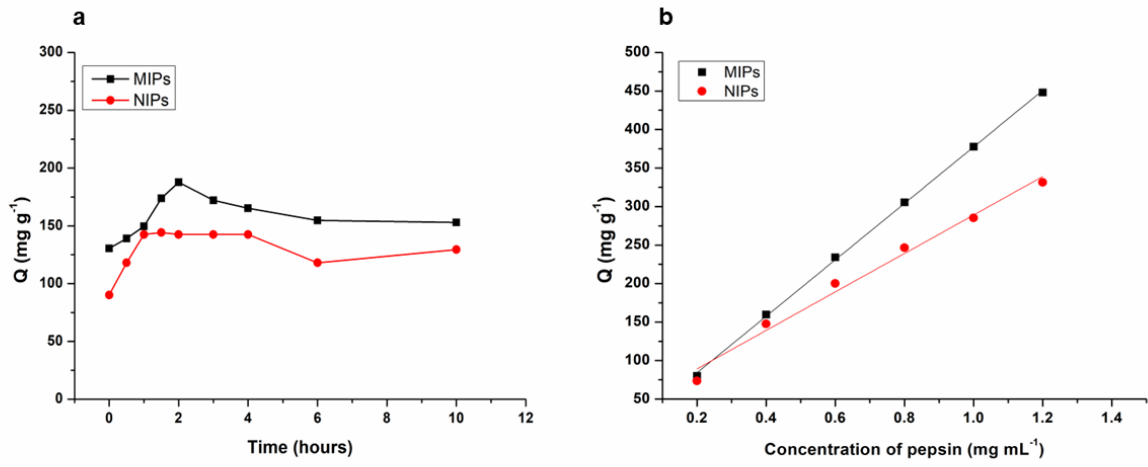 a
300
250
200
150
100
50
0
Q (mg g⁻¹)
MIPs
NIPs
0 2 4 6 8 10 12
Time (hours)
b
500
450
400
350
300
250
200
150
100
50
Q (mg g⁻¹)
MIPs
NIPs
0.2 0.4 0.6 0.8 1.0 1.2 1.4
Concentration of pepsin (mg mL⁻¹)